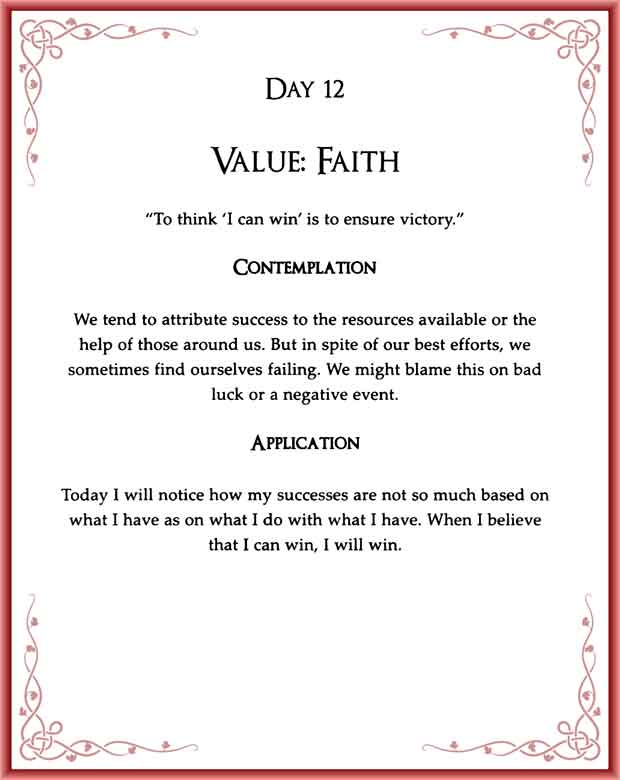 Day 12
Value: Faith
“To think ‘I can win’ is to ensure victory.”
Contemplation
We tend to attribute success to the resources available or the
help of those around us. But in spite of our best efforts, we
sometimes find ourselves failing. We might blame this on bad
luck or a negative event.
Application
Today I will notice how my successes are not so much based on
what I have as on what I do with what I have. When I believe
that I can win, I will win.